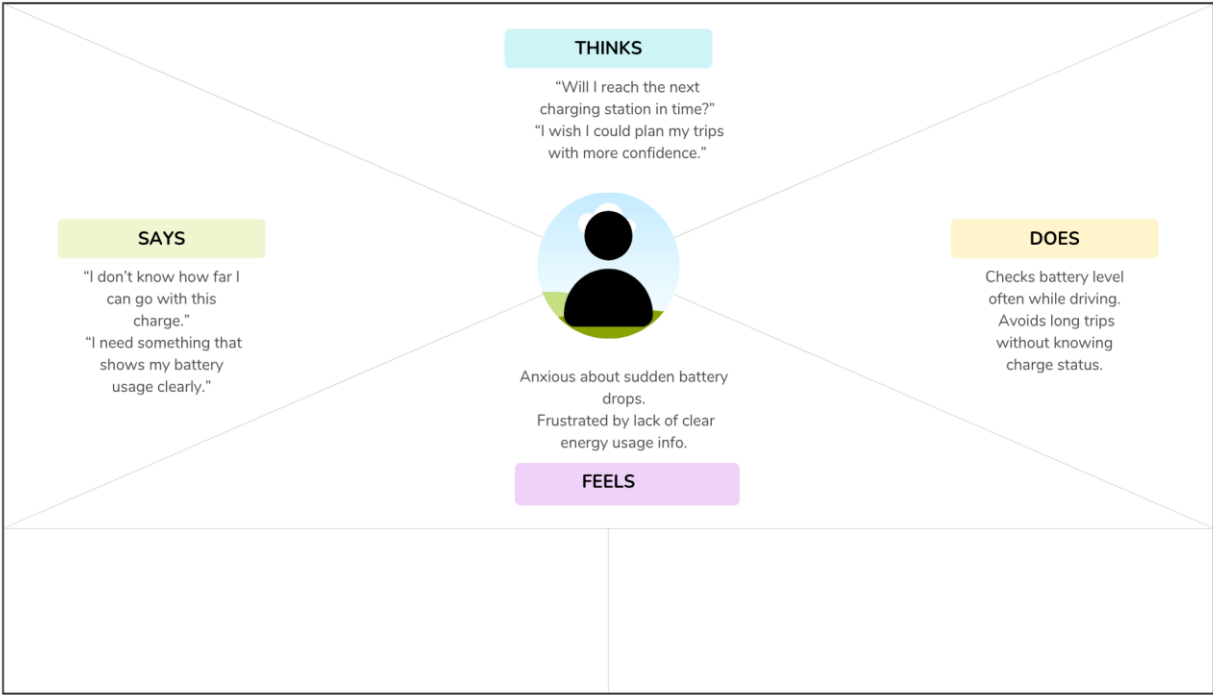 THINKS
“Will I reach the next
charging station in time?”
“I wish I could plan my trips
with more confidence.”
SAYS
“I don’t know how far I
can go with this
charge.”
“I need something that
shows my battery
usage clearly.”
DOES
Checks battery level
often while driving.
Avoids long trips
without knowing
charge status.
Anxious about sudden battery
drops.
Frustrated by lack of clear
energy usage info.
FEELS